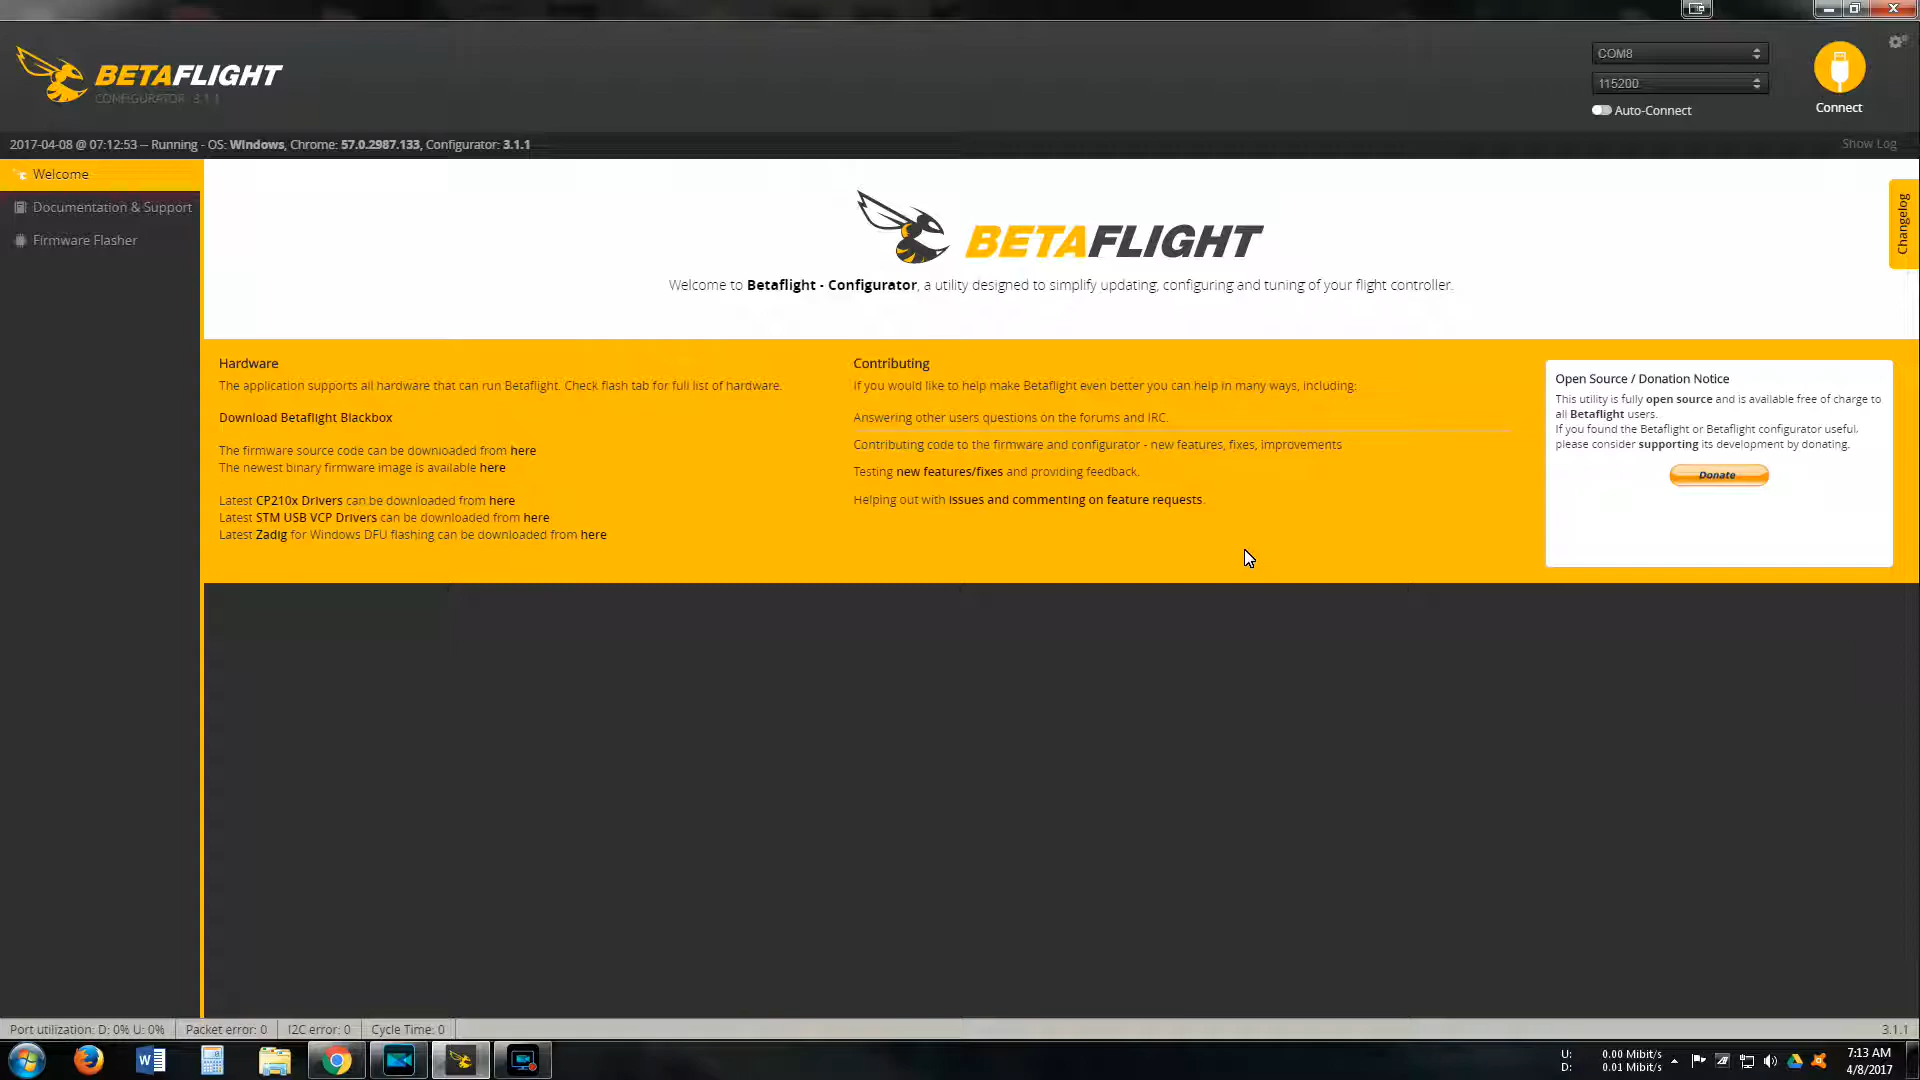 BETAFLIGHT
CONFIGURATOR 3.1.1
COM8
115200
Auto-Connect
Connect
2017-04-08 @ 07:12:53 -- Running - OS: Windows, Chrome: 57.0.2987.133, Configurator: 3.1.1
Show Log
Welcome
Documentation & Support
Firmware Flasher
BETAFLIGHT
Welcome to Betaflight - Configurator, a utility designed to simplify updating, configuring and tuning of your flight controller.
Changelog
Hardware
The application supports all hardware that can run Betaflight. Check flash tab for full list of hardware.
Download Betaflight Blackbox
The firmware source code can be downloaded from here
The newest binary firmware image is available here
Latest CP210x Drivers can be downloaded from here
Latest STM USB VCP Drivers can be downloaded from here
Latest Zadig for Windows DFU flashing can be downloaded from here
Contributing
If you would like to help make Betaflight even better you can help in many ways, including:
Answering other users questions on the forums and IRC.
Contributing code to the firmware and configurator - new features, fixes, improvements
Testing new features/fixes and providing feedback.
Helping out with issues and commenting on feature requests.
Open Source / Donation Notice
This utility is fully open source and is available free of charge to
all Betaflight users.
If you found the Betaflight or Betaflight configurator useful,
please consider supporting its development by donating.
Donate
Port utilization: D: 0% U: 0%
Packet error: 0
I2C error: 0
Cycle Time: 0
3.1.1
U: 0.00 Mibit/s
D: 0.01 Mibit/s
7:13 AM
4/8/2017